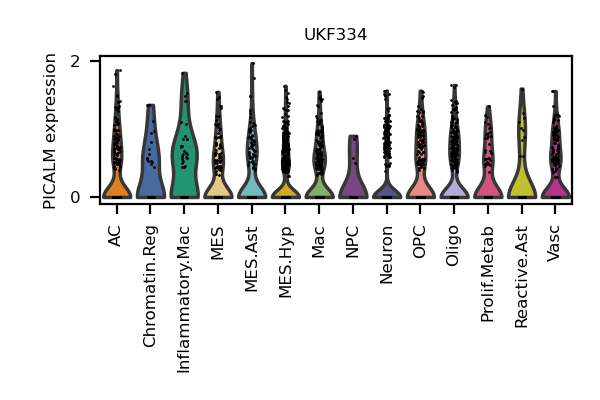 UKF334
PICALM expression
2
0
AC
Chromatin.Reg
Inflammatory.Mac
MES
MES.Ast
MES.Hyp
Mac
NPC
Neuron
OPC
Oligo
Prolif.Metab
Reactive.Ast
Vasc